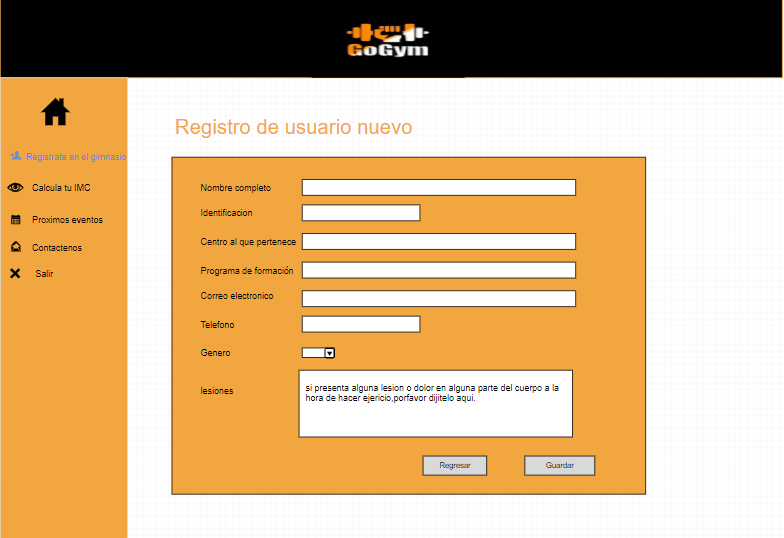 GoGym
Registro de usuario nuevo
Registrate en el gimnasio
Calcula tu IMC
Proximos eventos
Contactenos
Salir
Nombre completo
Identificacion
Centro al que pertenece
Programa de formación
Correo electronico
Telefono
Genero
lesiones
si presenta alguna lesion o dolor en alguna parte del cuerpo a la
hora de hacer ejericio,porfavor dijitelo aqui.
Regresar
Guardar